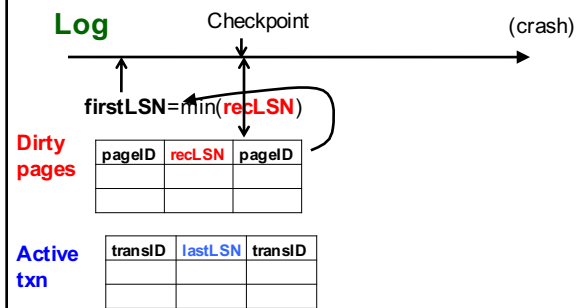 Log Checkpoint (crash)
firstLSN=min(recLSN)
Dirty
pages
pageID recLSN pageID
Active
txn
transID lastLSN transID